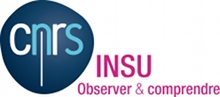 cnrs
INSU
Observer & comprendre